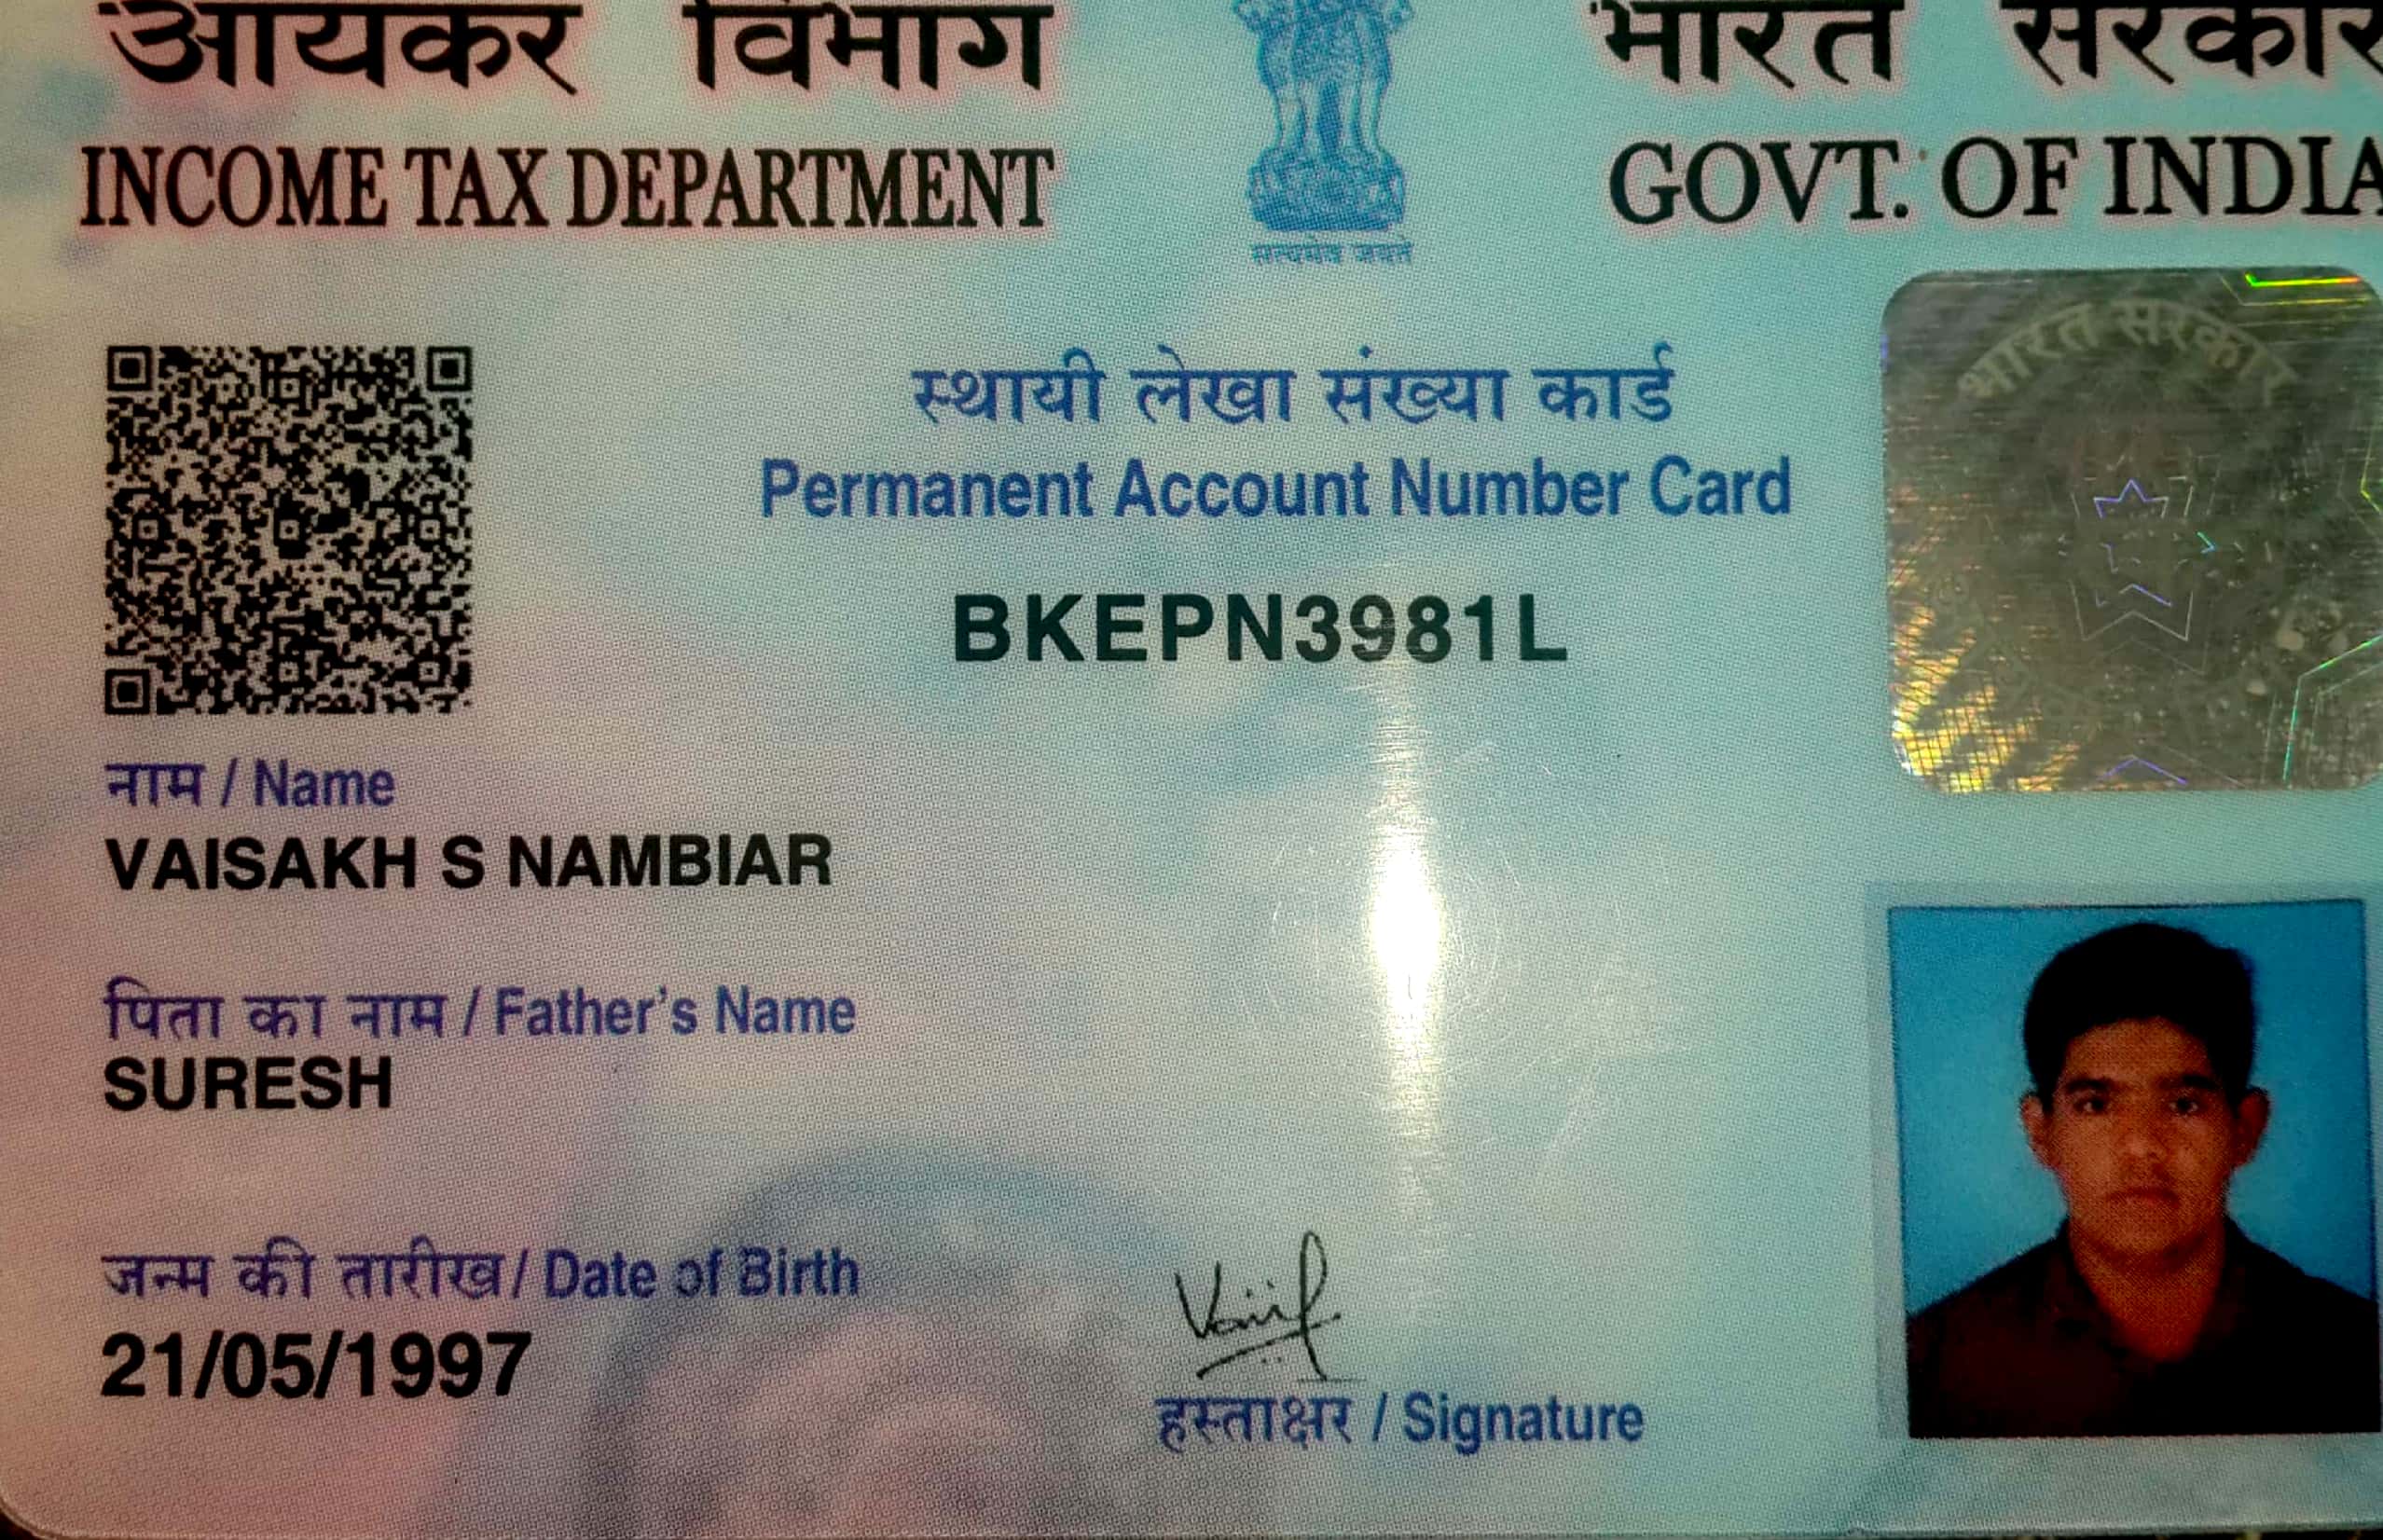 आयकर विभाग
भारत सरकार
INCOME TAX DEPARTMENT
GOVT. OF INDIA
सत्यमेव जयते
भारत सरकार
स्थायी लेखा संख्या कार्ड
Permanent Account Number Card
BKEPN3981L
नाम / Name
VAISAKH S NAMBIAR
पिता का नाम / Father's Name
SURESH
जन्म की तारीख / Date of Birth
21/05/1997
हस्ताक्षर / Signature